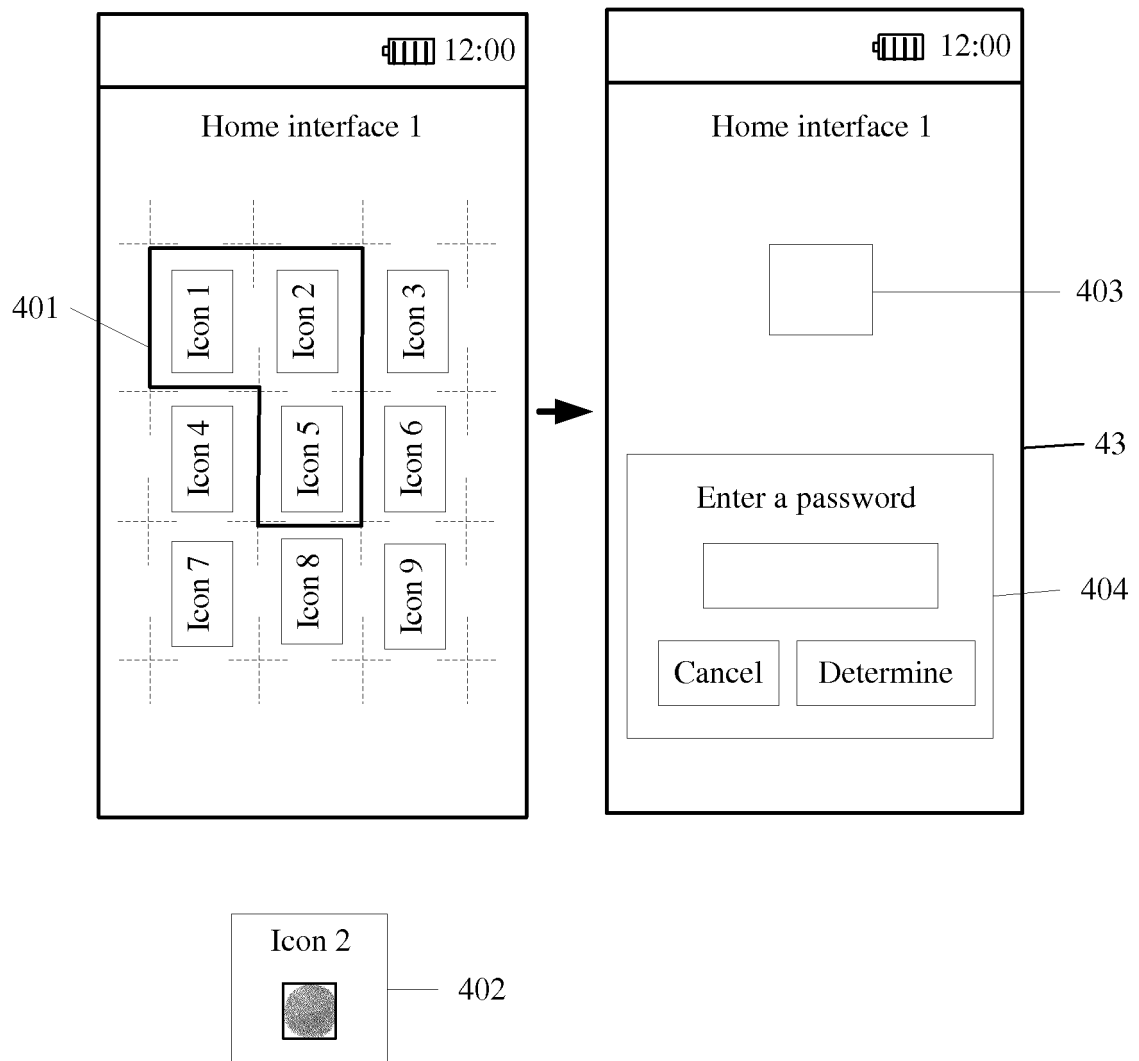 12:00
Home interface 1
401
Icon 1
Icon 2
Icon 3
Icon 4
Icon 5
Icon 6
Icon 7
Icon 8
Icon 9
12:00
Home interface 1
403
43
Enter a password
404
Cancel
Determine
Icon 2
402